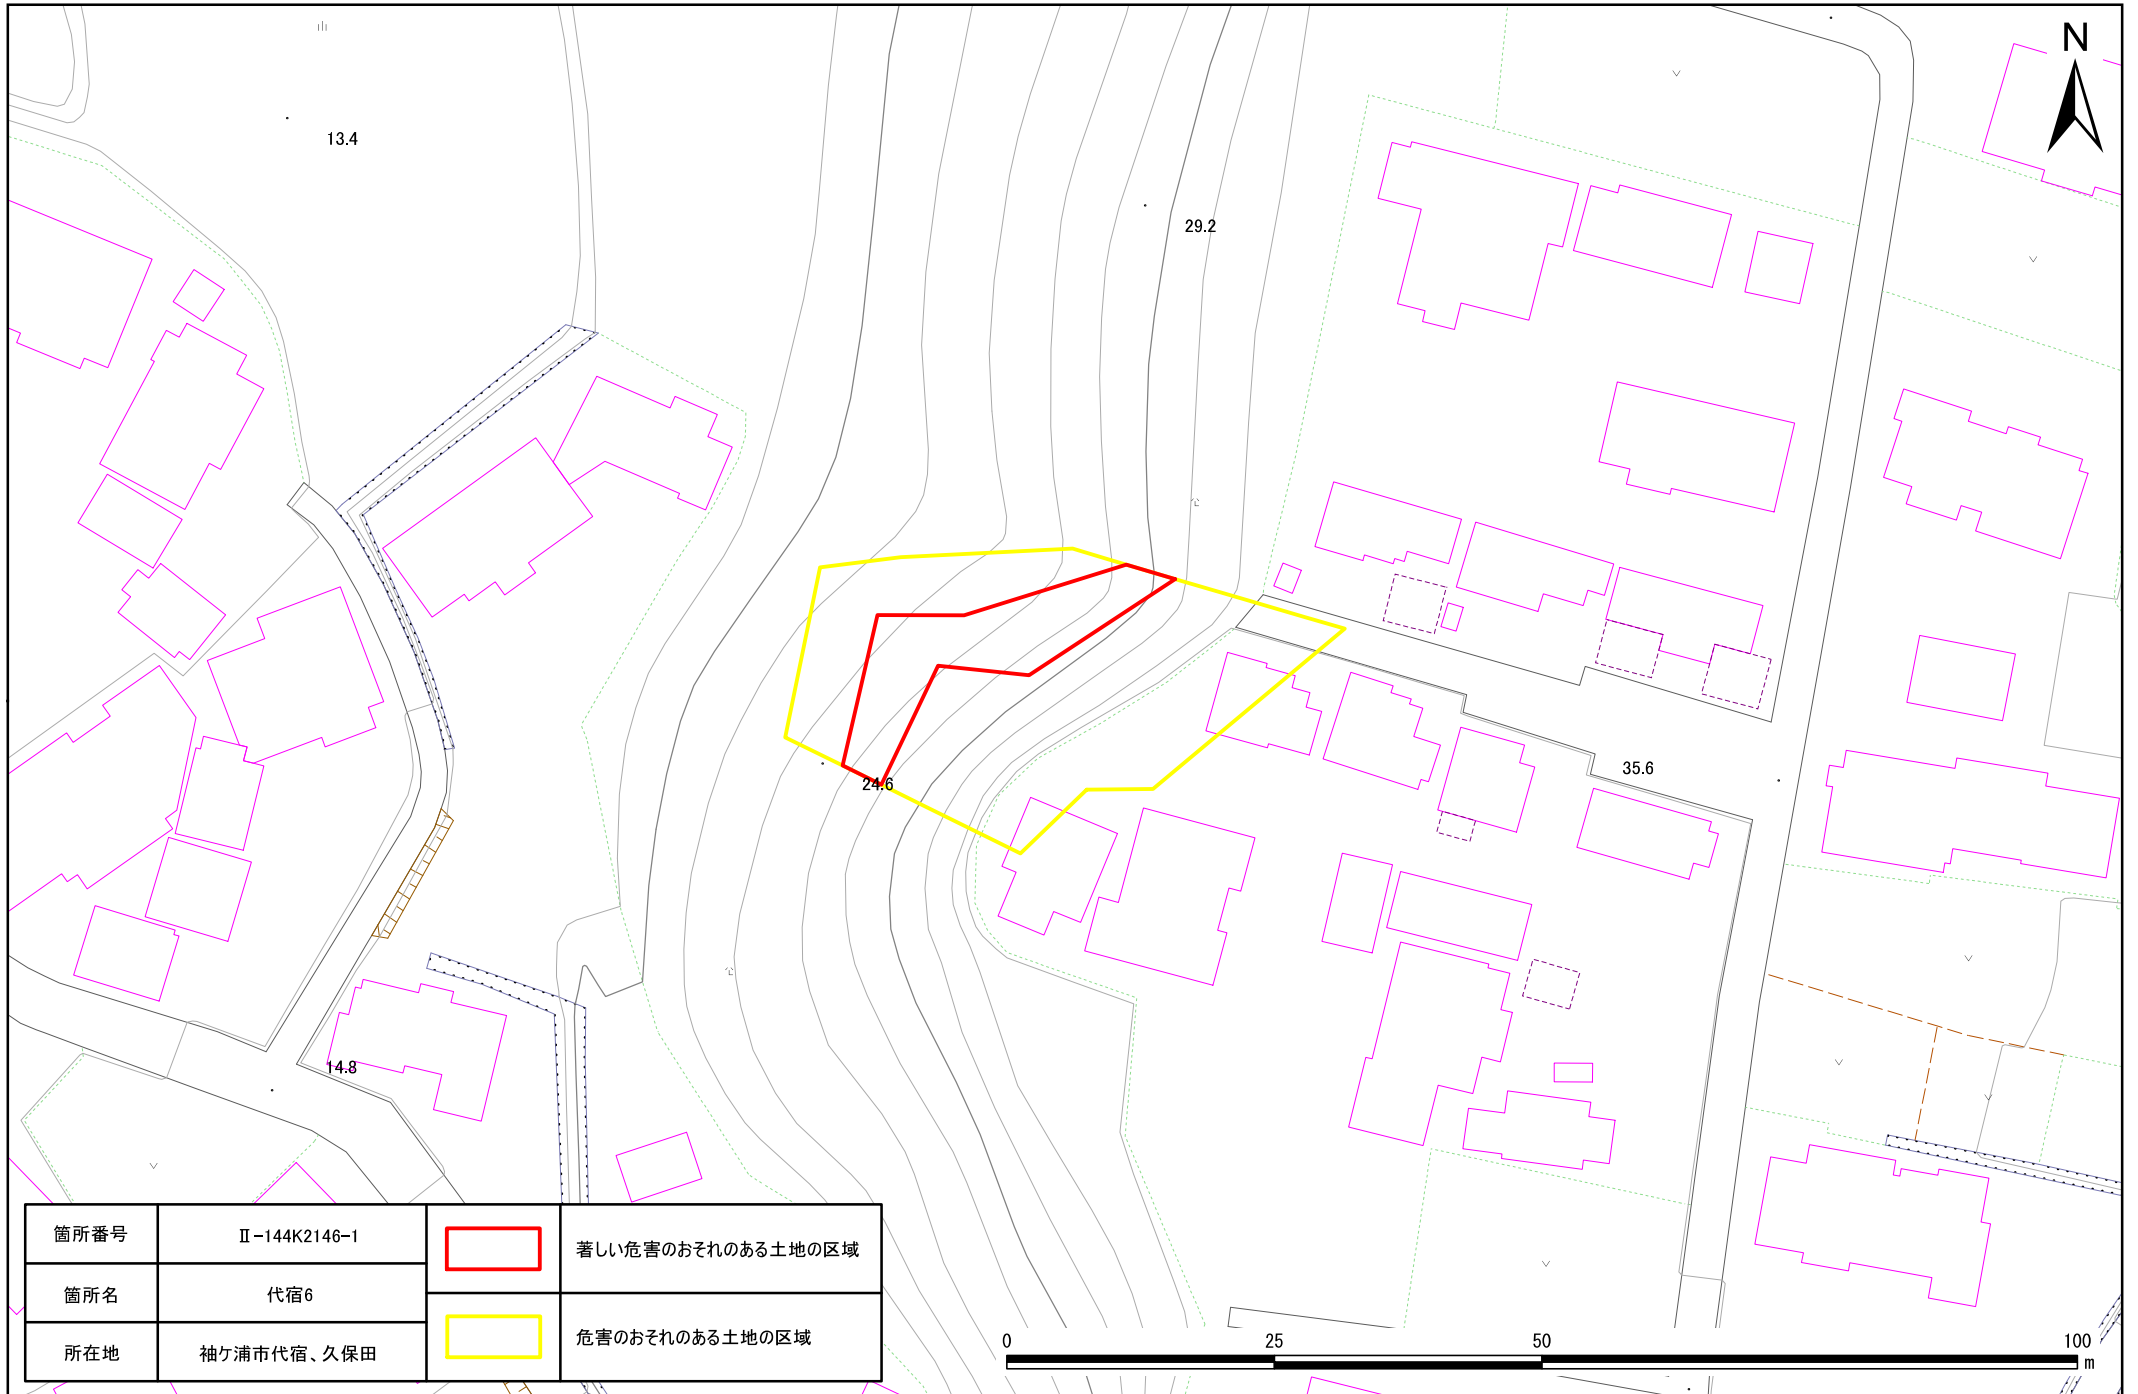 N
13.4
29.2
24.6
35.6
14.8
箇所番号 Ⅱ-144K2146-1
箇所名 代宿6
所在地 袖ケ浦市代宿、久保田
著しい危害のおそれのある土地の区域
危害のおそれのある土地の区域
0 25 50 100
m